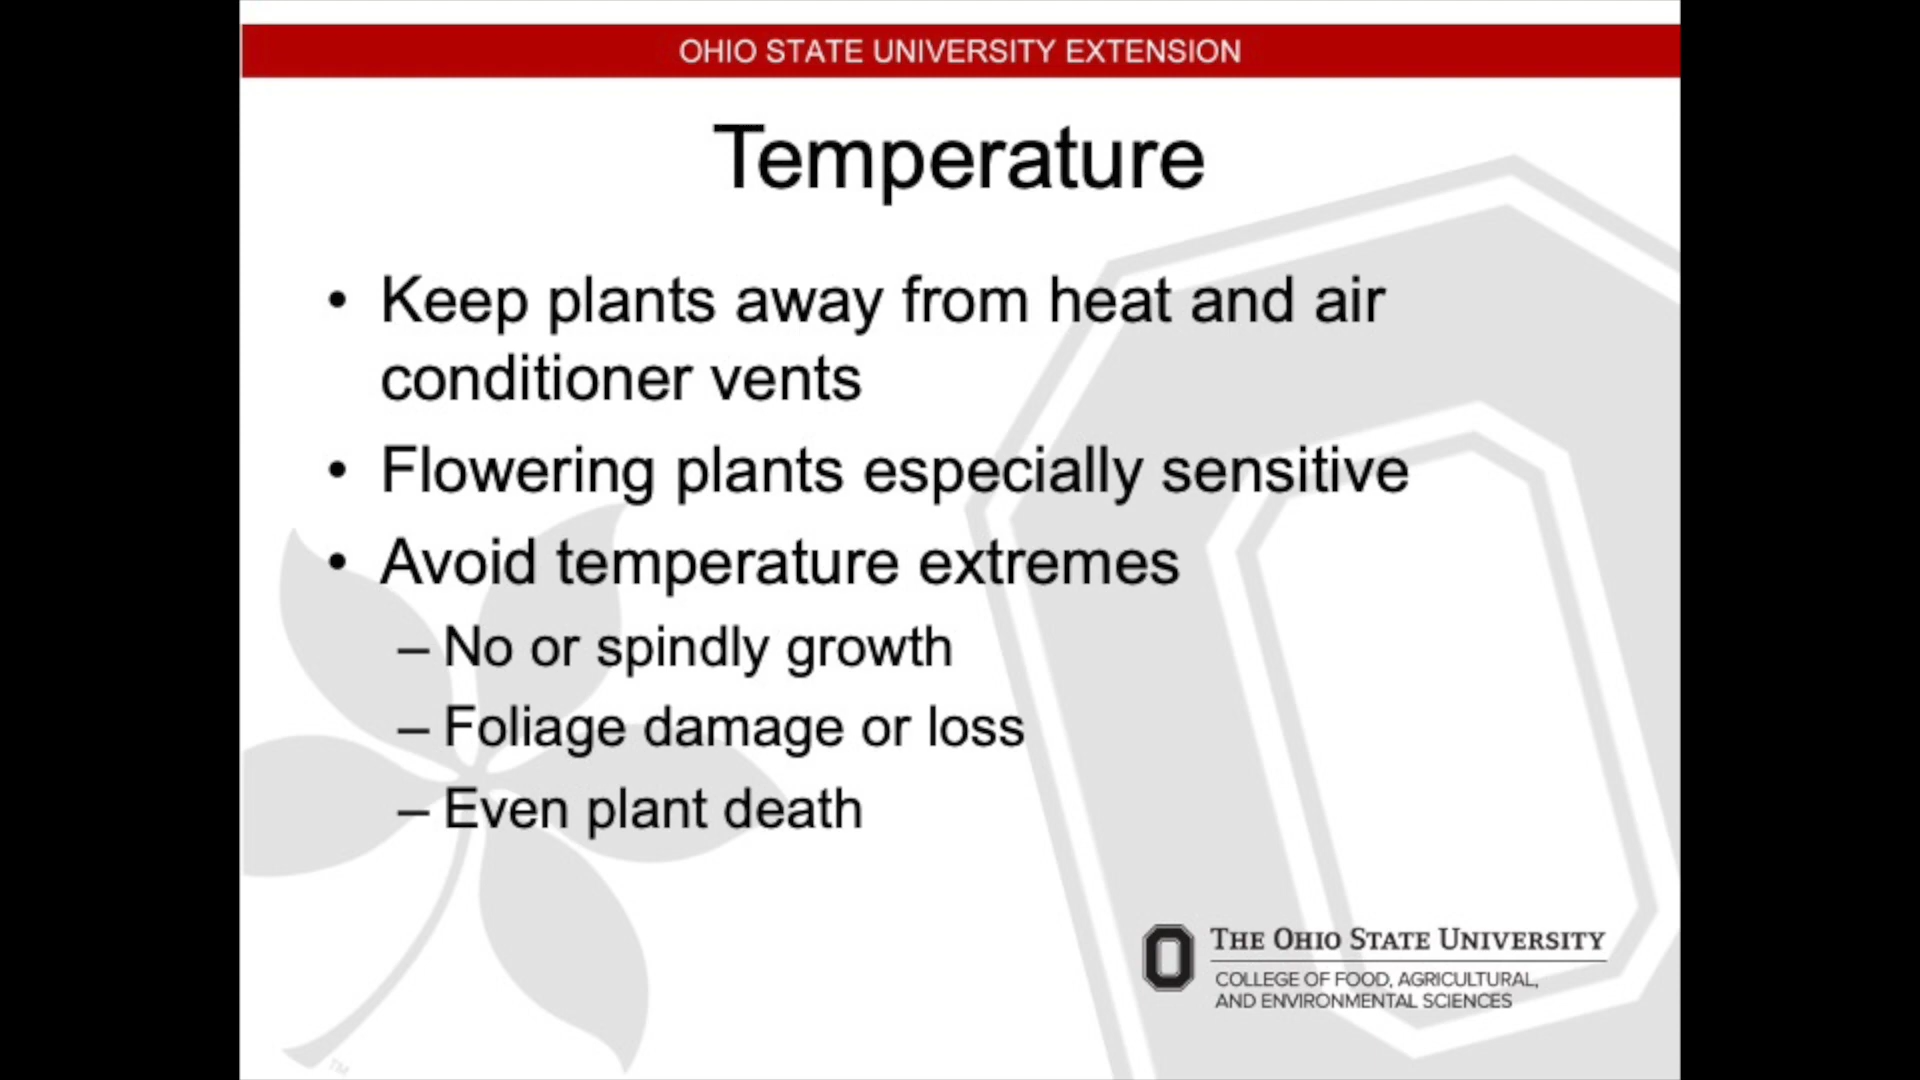 OHIO STATE UNIVERSITY EXTENSION
Temperature
• Keep plants away from heat and air
conditioner vents
• Flowering plants especially sensitive
• Avoid temperature extremes
– No or spindly growth
– Foliage damage or loss
– Even plant death
THE OHIO STATE UNIVERSITY
COLLEGE OF FOOD, AGRICULTURAL,
AND ENVIRONMENTAL SCIENCES
TM